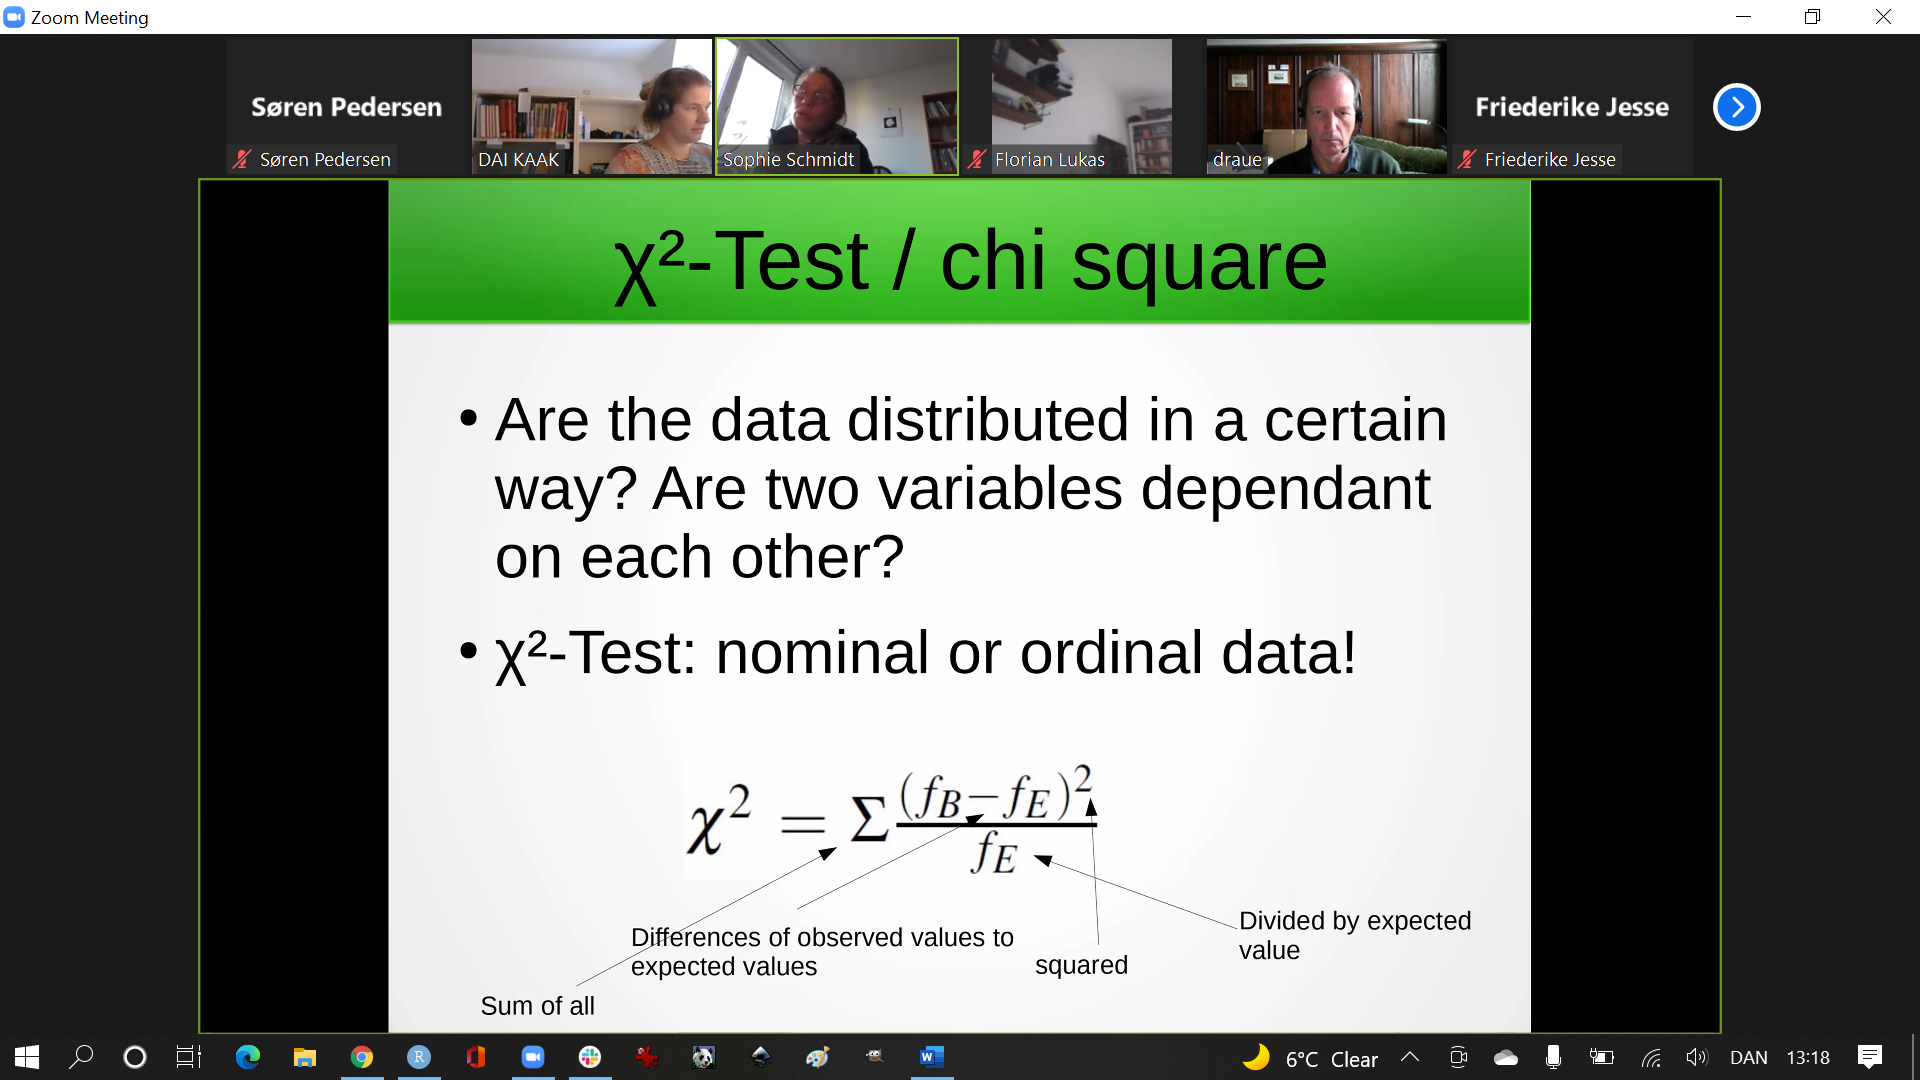 Zoom Meeting
Søren Pedersen
Friederike Jesse
Søren Pedersen
DAI KAAK
Sophie Schmidt
Florian Lukas
draue
Friederike Jesse
χ²-Test / chi square
• Are the data distributed in a certain
way? Are two variables dependant
on each other?
• χ²-Test: nominal or ordinal data!
χ² = Σ (f_B − f_E)² / f_E
Differences of observed values to
expected values
squared
Divided by expected
value
Sum of all
6°C Clear
DAN
13:18